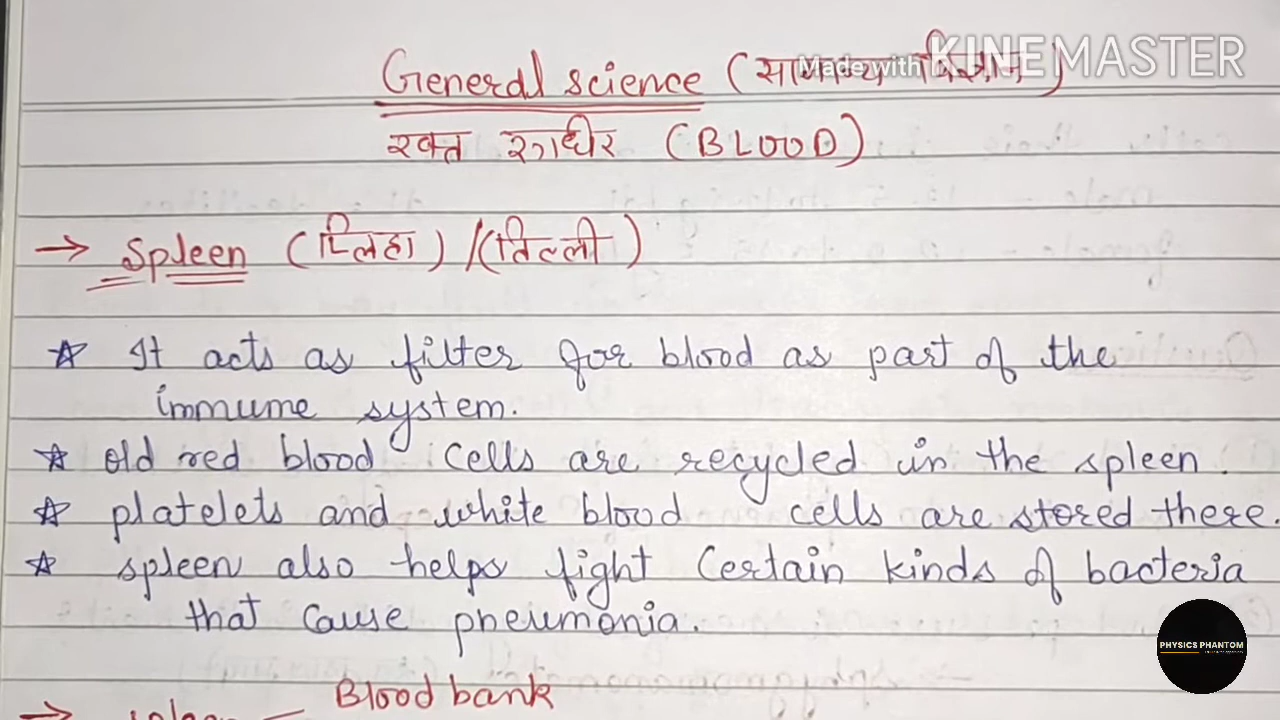 General science (सामान्य विज्ञान)
Made with KINEMASTER
रक्त रूधीर (BLOOD)
→ Spleen (प्लिहा) / (तिल्ली)
☆ It acts as filter for blood as part of the
immune system.
☆ old red blood cells are recycled in the spleen.
☆ platelets and white blood cells are stored there.
☆ spleen also helps fight certain kinds of bacteria
that cause pneumonia.
PHYSICS PHANTOM
Blood bank
→ spleen –